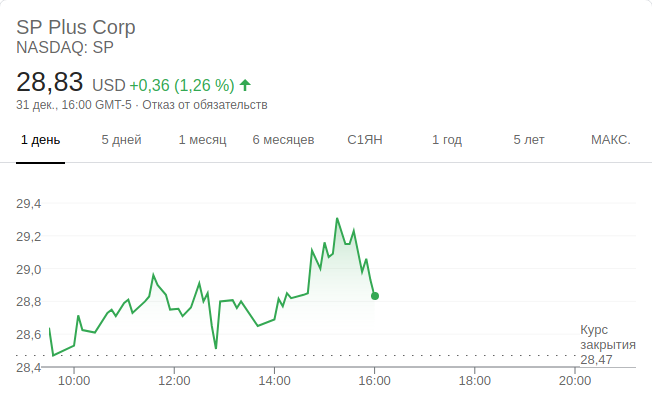 SP Plus Corp
NASDAQ: SP
28,83 USD +0,36 (1,26 %)
31 дек., 16:00 GMT-5 · Отказ от обязательств
1 день 5 дней 1 месяц 6 месяцев С1ЯН 1 год 5 лет МАКС.
29,4
29,2
29,0
28,8
28,6
28,4
Курс
закрытия
28,47
10:00 12:00 14:00 16:00 18:00 20:00